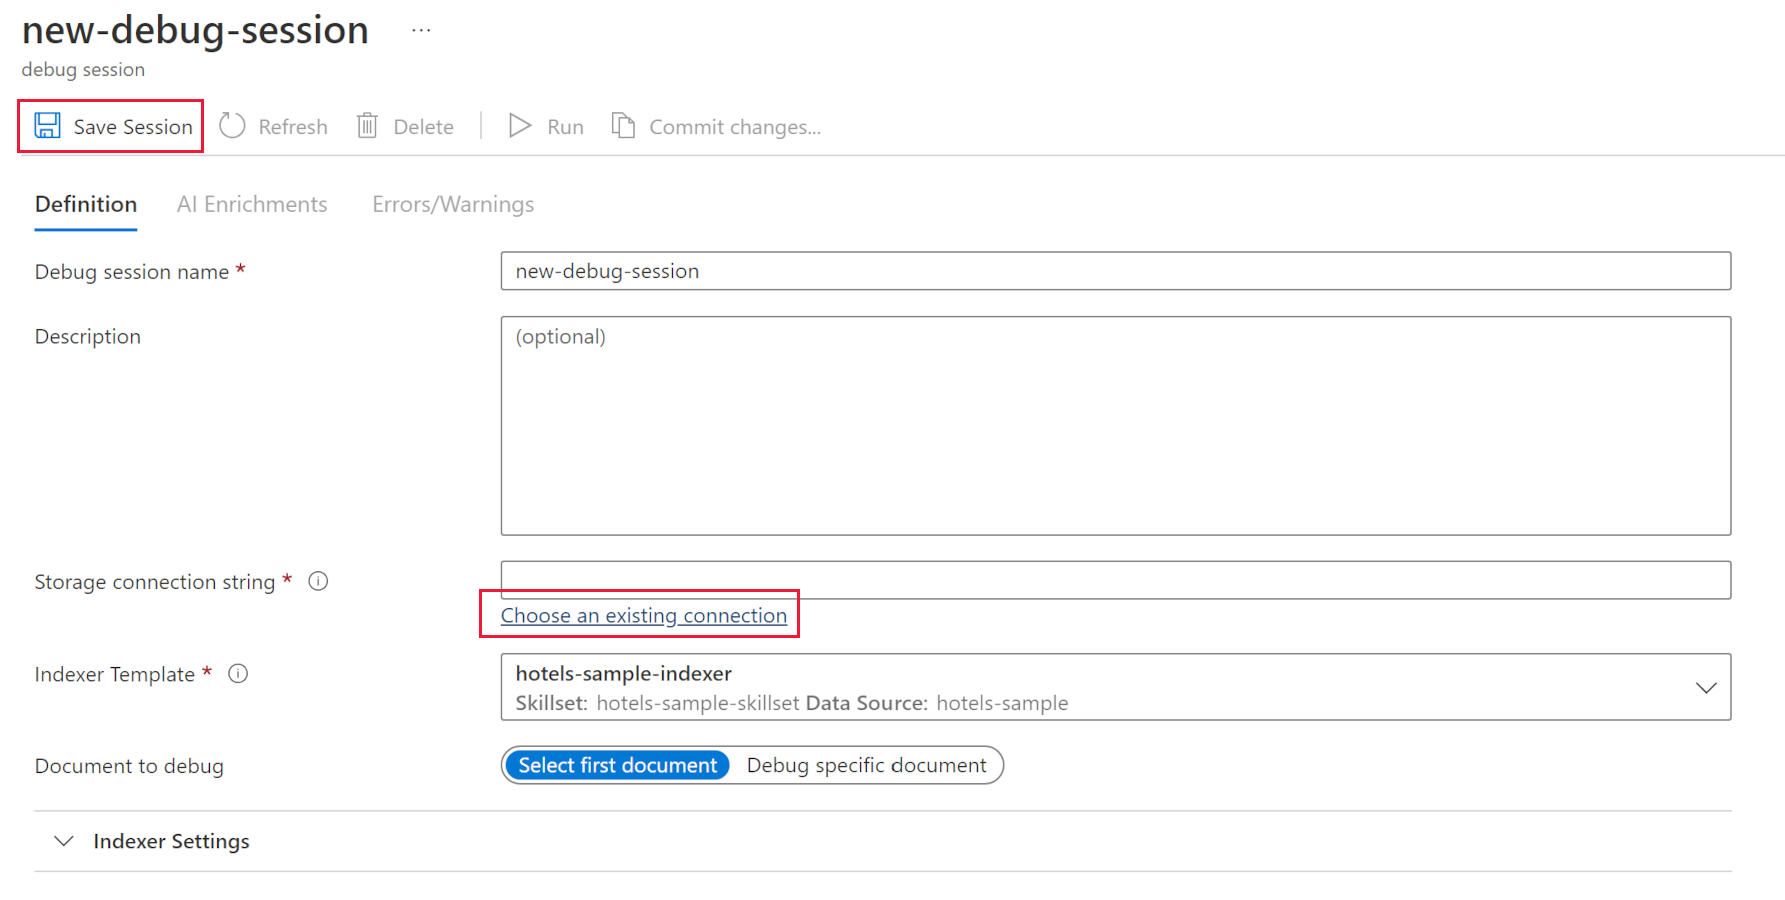 new-debug-session ...
debug session
Save Session Refresh Delete Run Commit changes...
Definition AI Enrichments Errors/Warnings
Debug session name * new-debug-session
Description (optional)
Storage connection string *
Choose an existing connection
Indexer Template * hotels-sample-indexer
Skillset: hotels-sample-skillset Data Source: hotels-sample
Document to debug Select first document Debug specific document
Indexer Settings